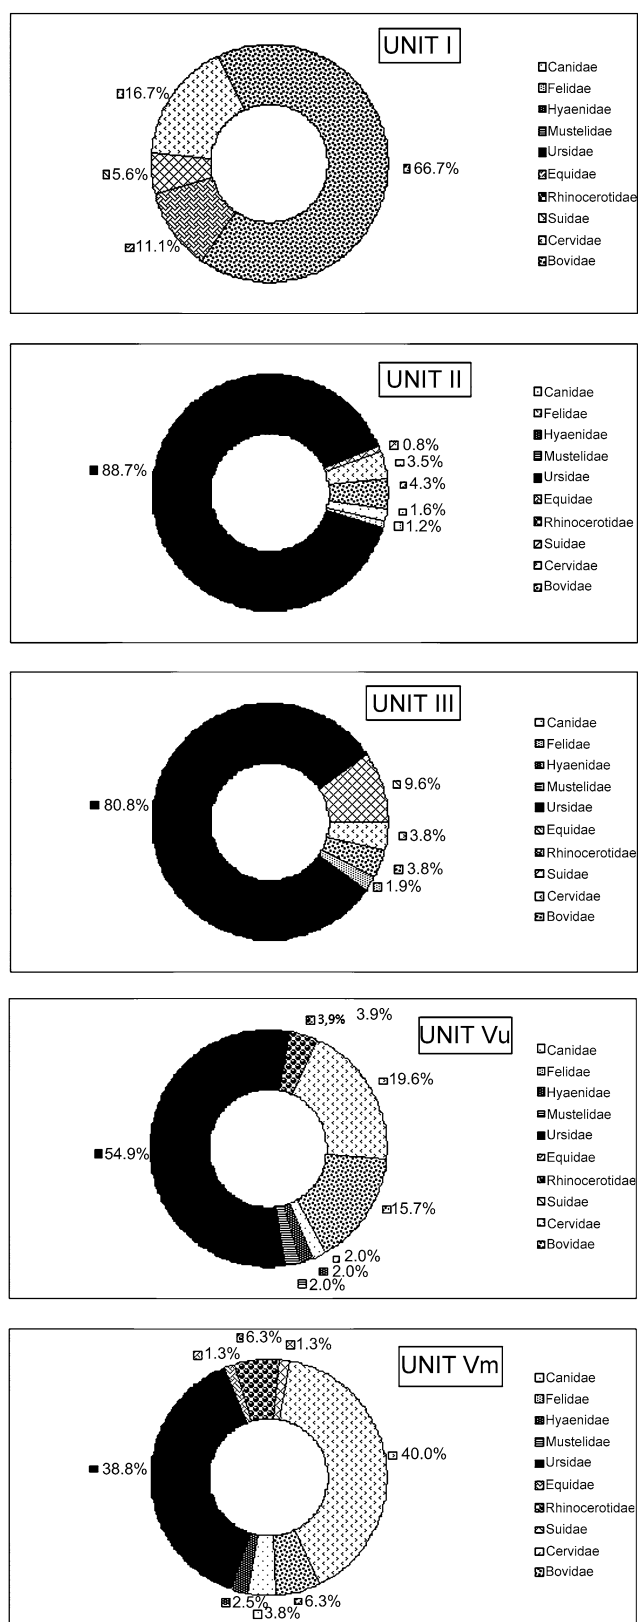 UNIT I
16.7%
5.6%
11.1%
66.7%
Canidae
Felidae
Hyaenidae
Mustelidae
Ursidae
Equidae
Rhinocerotidae
Suidae
Cervidae
Bovidae
UNIT II
88.7%
0.8%
3.5%
4.3%
1.6%
1.2%
Canidae
Felidae
Hyaenidae
Mustelidae
Ursidae
Equidae
Rhinocerotidae
Suidae
Cervidae
Bovidae
UNIT III
80.8%
9.6%
3.8%
3.8%
1.9%
Canidae
Felidae
Hyaenidae
Mustelidae
Ursidae
Equidae
Rhinocerotidae
Suidae
Cervidae
Bovidae
UNIT Vu
3,9% 3.9%
19.6%
54.9%
15.7%
2.0%
2.0%
2.0%
Canidae
Felidae
Hyaenidae
Mustelidae
Ursidae
Equidae
Rhinocerotidae
Suidae
Cervidae
Bovidae
UNIT Vm
6.3%
1.3%
1.3%
40.0%
38.8%
2.5%
6.3%
3.8%
Canidae
Felidae
Hyaenidae
Mustelidae
Ursidae
Equidae
Rhinocerotidae
Suidae
Cervidae
Bovidae